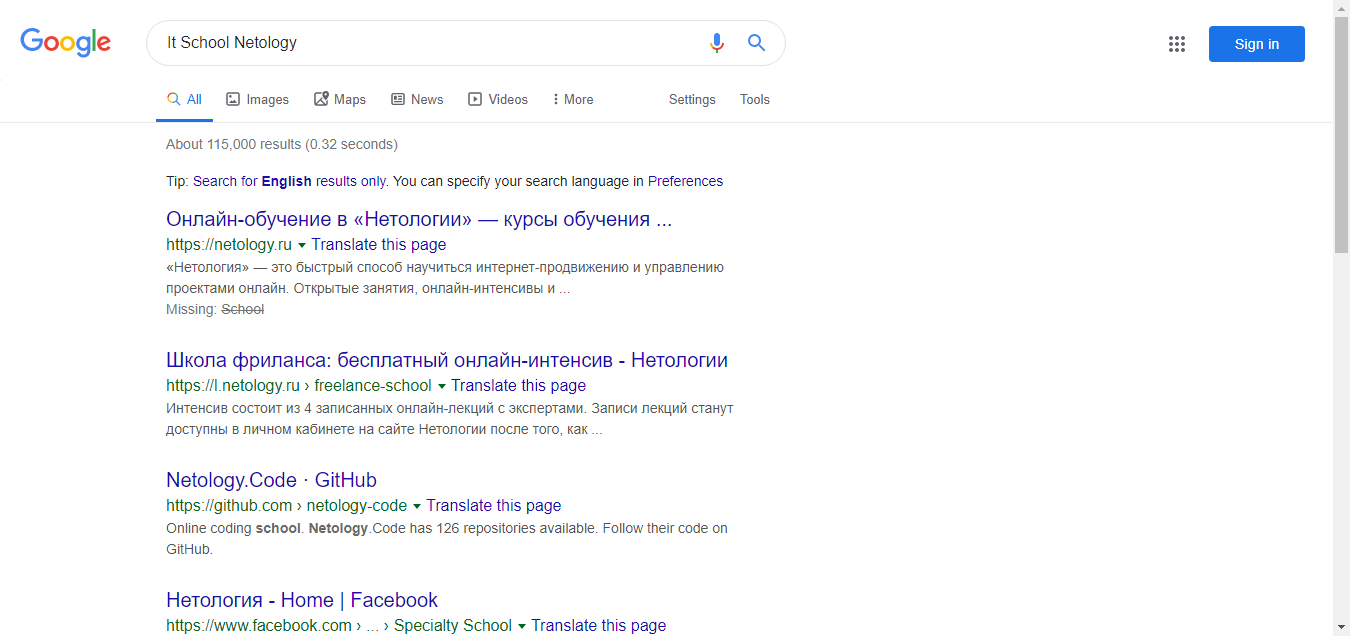 Google
It School Netology
Sign in
All Images Maps News Videos More Settings Tools
About 115,000 results (0.32 seconds)
Tip: Search for English results only. You can specify your search language in Preferences
Онлайн-обучение в «Нетологии» — курсы обучения ...
https://netology.ru Translate this page
«Нетология» — это быстрый способ научиться интернет-продвижению и управлению
проектами онлайн. Открытые занятия, онлайн-интенсивы и ...
Missing: School
Школа фриланса: бесплатный онлайн-интенсив - Нетологии
https://l.netology.ru › freelance-school Translate this page
Интенсив состоит из 4 записанных онлайн-лекций с экспертами. Записи лекций станут
доступны в личном кабинете на сайте Нетологии после того, как ...
Netology.Code · GitHub
https://github.com › netology-code Translate this page
Online coding school. Netology.Code has 126 repositories available. Follow their code on
GitHub.
Нетология - Home | Facebook
https://www.facebook.com › ... › Specialty School Translate this page